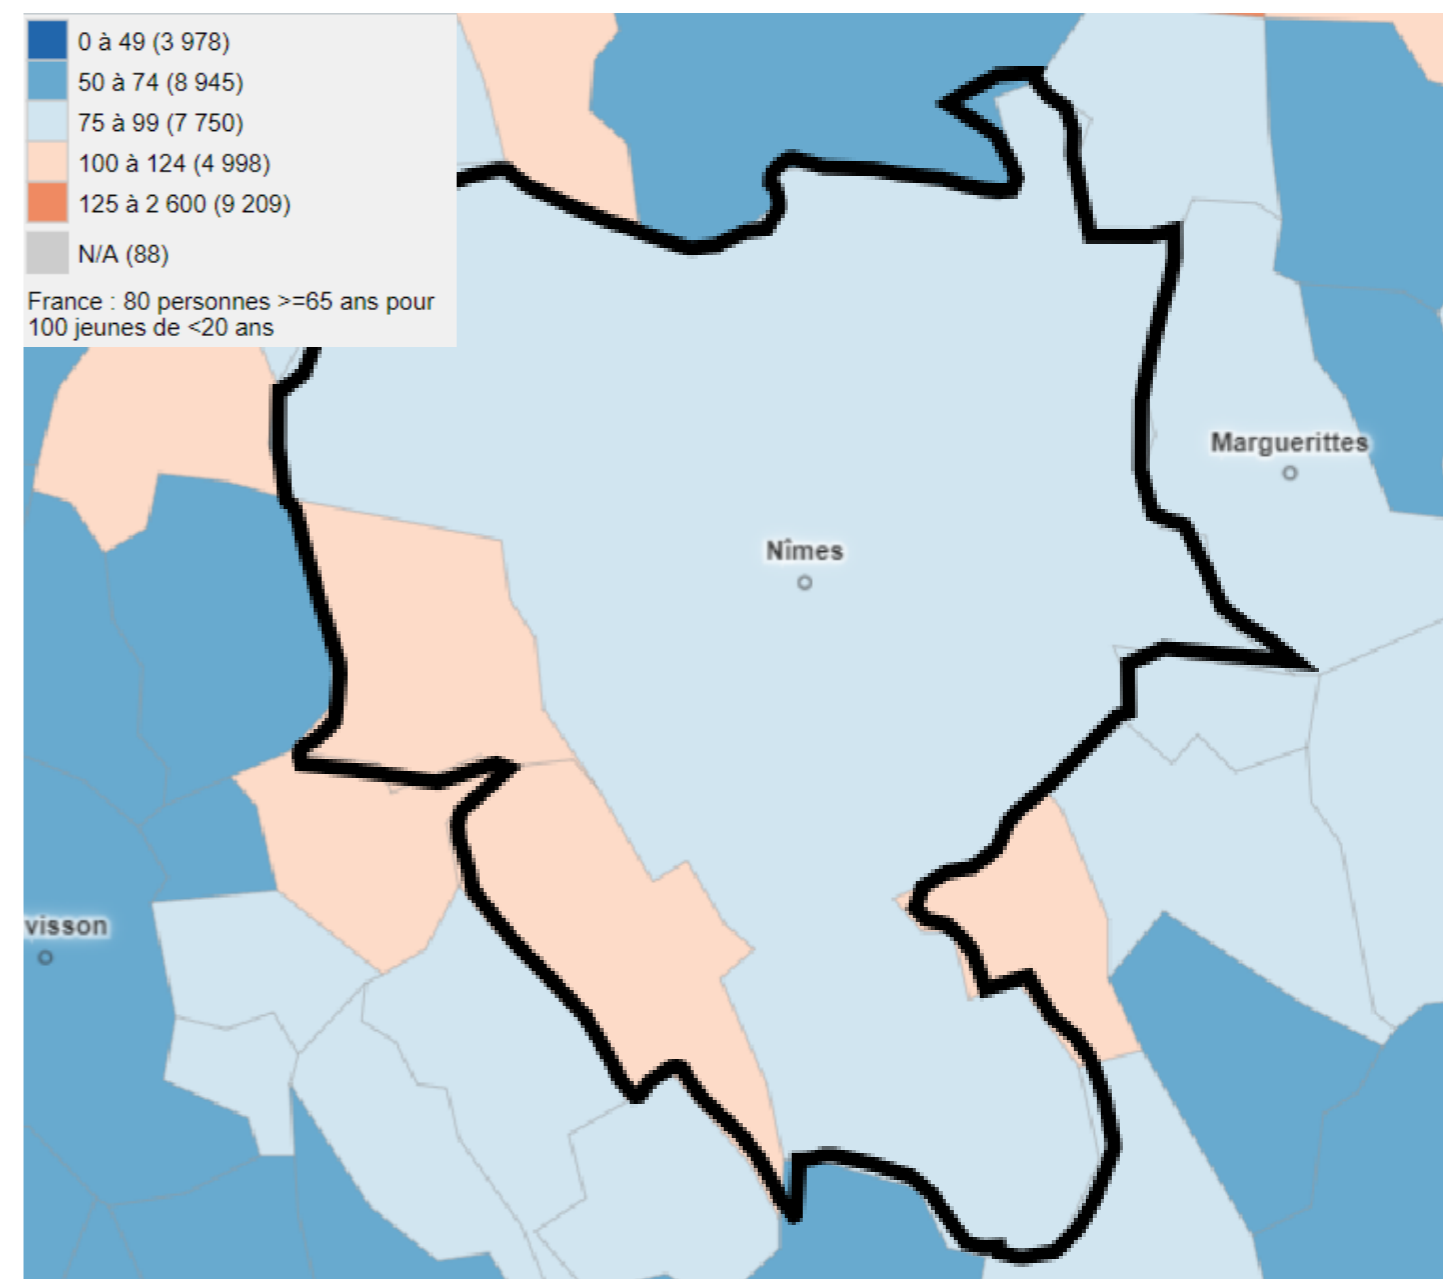 0 à 49 (3 978)
50 à 74 (8 945)
75 à 99 (7 750)
100 à 124 (4 998)
125 à 2 600 (9 209)
N/A (88)
France : 80 personnes >=65 ans pour
100 jeunes de <20 ans
Marguerittes
Nîmes
visson